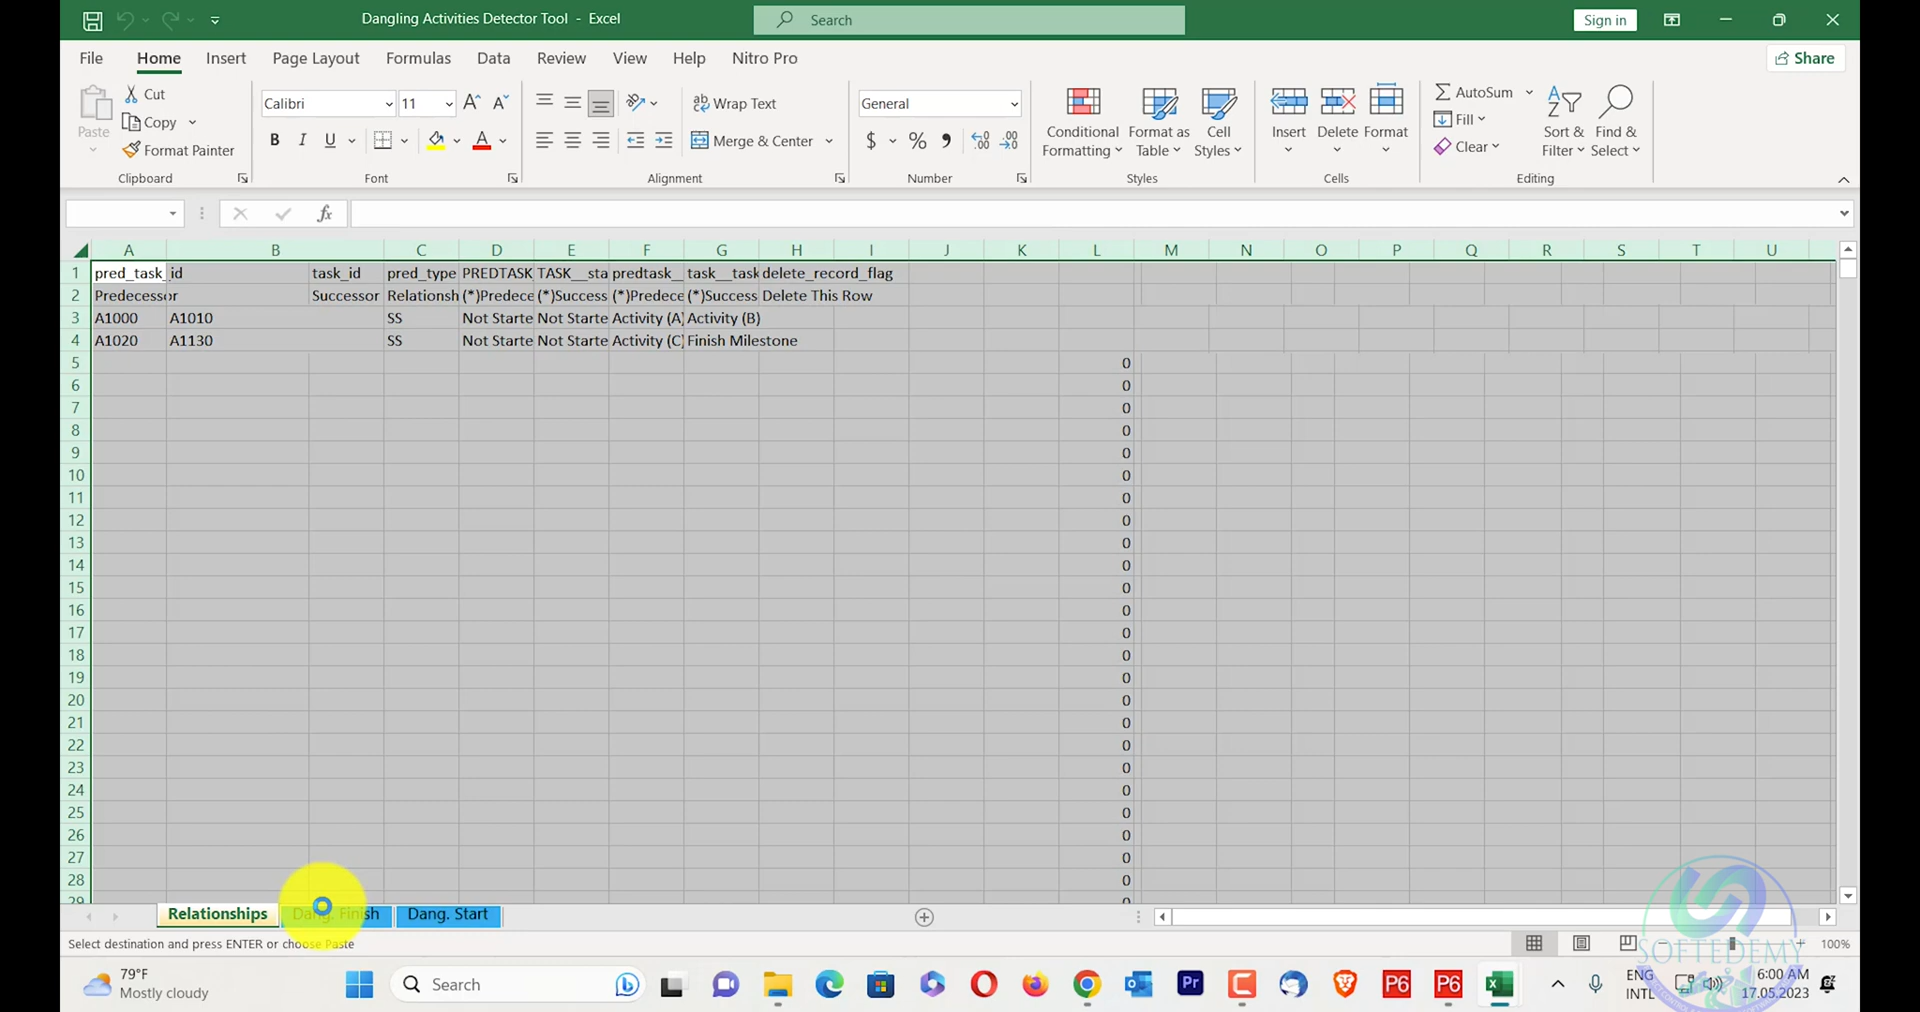 Dangling Activities Detector Tool - Excel
Search
Sign in
File Home Insert Page Layout Formulas Data Review View Help Nitro Pro
Share
Paste
Cut
Copy
Format Painter
Clipboard
Calibri 11
B I U
Font
Wrap Text
Merge & Center
Alignment
General
$ % ,
Number
Conditional Formatting
Format as Table
Cell Styles
Styles
Insert
Delete
Format
Cells
AutoSum
Fill
Clear
Sort & Filter
Find & Select
Editing
fx
A B C D E F G H I J K L M N O P Q R S T U
1 pred_task_id task_id pred_type PREDTASK TASK__sta predtask__ task__task delete_record_flag
2 Predecessor Successor Relationsh (*)Predece (*)Success (*)Predece (*)Success Delete This Row
3 A1000 A1010 SS Not Starte Not Starte Activity (A) Activity (B)
4 A1020 A1130 SS Not Starte Not Starte Activity (C) Finish Milestone
5 0
6 0
7 0
8 0
9 0
10 0
11 0
12 0
13 0
14 0
15 0
16 0
17 0
18 0
19 0
20 0
21 0
22 0
23 0
24 0
25 0
26 0
27 0
28 0
29 0
Relationships Dang. Finish Dang. Start
Select destination and press ENTER or choose Paste
100%
SOFTEDEMY
79°F
Mostly cloudy
Search
Pr
P6
P6
ENG
INTL
6:00 AM
17.05.2023